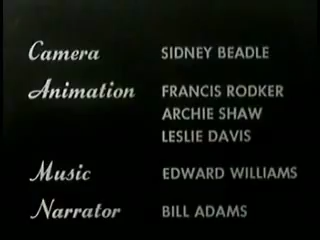 Camera SIDNEY BEADLE
Animation FRANCIS RODKER
ARCHIE SHAW
LESLIE DAVIS
Music EDWARD WILLIAMS
Narrator BILL ADAMS